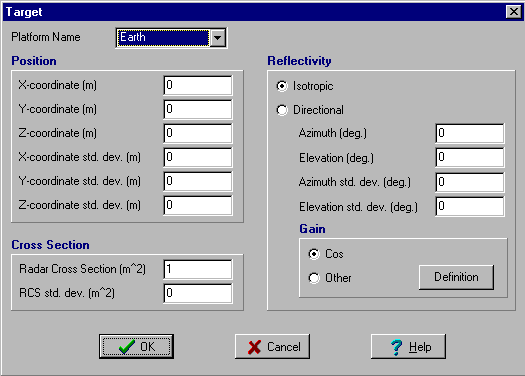 Target
Platform Name Earth
Position
X-coordinate (m) 0
Y-coordinate (m) 0
Z-coordinate (m) 0
X-coordinate std. dev. (m) 0
Y-coordinate std. dev. (m) 0
Z-coordinate std. dev. (m) 0
Cross Section
Radar Cross Section (m^2) 1
RCS std. dev. (m^2) 0
Reflectivity
Isotropic
Directional
Azimuth (deg.) 0
Elevation (deg.) 0
Azimuth std. dev. (deg.) 0
Elevation std. dev. (deg.) 0
Gain
Cos
Other Definition
OK Cancel Help